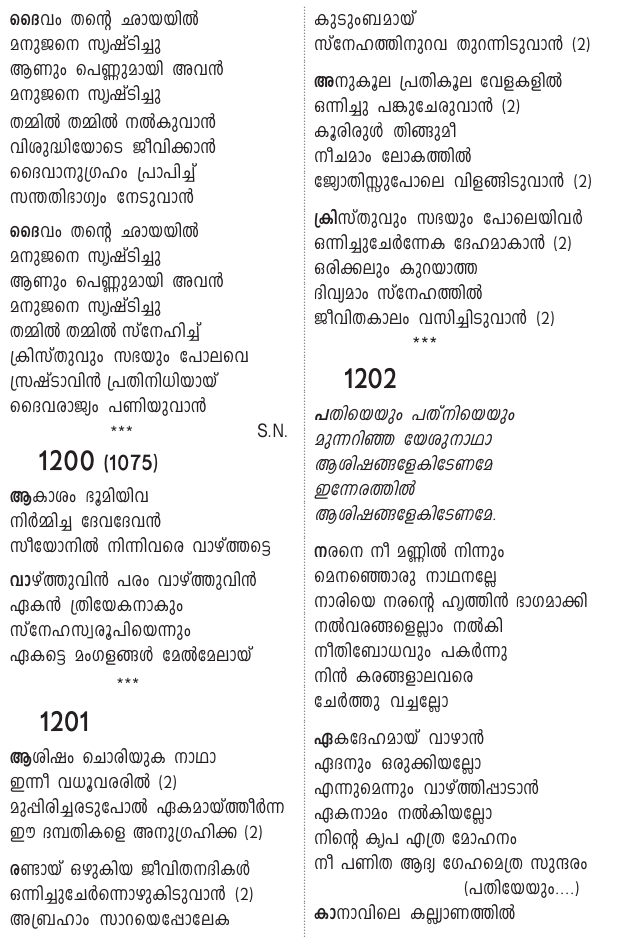 ദൈവം തന്റെ ഛായയിൽ
മനുജനെ സൃഷ്ടിച്ചു
ആണും പെണ്ണുമായി അവൻ
മനുജനെ സൃഷ്ടിച്ചു
തമ്മിൽ തമ്മിൽ നൽകുവാൻ
വിശുദ്ധിയോടെ ജീവിക്കാൻ
ദൈവാനുഗ്രഹം പ്രാപിച്ച്
സന്തതിഭാഗ്യം നേടുവാൻ
ദൈവം തന്റെ ഛായയിൽ
മനുജനെ സൃഷ്ടിച്ചു
ആണും പെണ്ണുമായി അവൻ
മനുജനെ സൃഷ്ടിച്ചു
തമ്മിൽ തമ്മിൽ സ്നേഹിച്ച്
ക്രിസ്തുവും സഭയും പോലവെ
സ്രഷ്ടാവിൻ പ്രതിനിധിയായ്
ദൈവരാജ്യം പണിയുവാൻ
*** S.N.
1200 (1075)
ആകാശം ഭൂമിയിവ
നിർമ്മിച്ച ദേവദേവൻ
സീയോനിൽ നിന്നിവരെ വാഴ്ത്തട്ടെ
വാഴ്ത്തുവിൻ പരം വാഴ്ത്തുവിൻ
ഏകൻ ത്രിയേകനാകും
സ്നേഹസ്വരൂപിയെന്നും
ഏകട്ടെ മംഗളങ്ങൾ മേൽമേലായ്
***
1201
ആശിഷം ചൊരിയുക നാഥാ
ഇന്നീ വധൂവരരിൽ (2)
മുപ്പിരിച്ചരടുപോൽ ഏകമായ്ത്തീർന്ന
ഈ ദമ്പതികളെ അനുഗ്രഹിക്ക (2)
രണ്ടായ് ഒഴുകിയ ജീവിതനദികൾ
ഒന്നിച്ചുചേർന്നൊഴുകിടുവാൻ (2)
അബ്രഹാം സാറയെപ്പോലേക
കുടുംബമായ്
സ്നേഹത്തിനുറവ തുറന്നിടുവാൻ (2)
അനുകൂല പ്രതികൂല വേളകളിൽ
ഒന്നിച്ചു പങ്കുചേരുവാൻ (2)
കൂരിരുൾ തിങ്ങുമീ
നീചമാം ലോകത്തിൽ
ജ്യോതിസ്സുപോലെ വിളങ്ങിടുവാൻ (2)
ക്രിസ്തുവും സഭയും പോലെയിവർ
ഒന്നിച്ചുചേർന്നേക ദേഹമാകാൻ (2)
ഒരിക്കലും കുറയാത്ത
ദിവ്യമാം സ്നേഹത്തിൽ
ജീവിതകാലം വസിച്ചിടുവാൻ (2)
***
1202
പതിയെയും പത്നിയെയും
മുന്നറിഞ്ഞ യേശുനാഥാ
ആശിഷങ്ങളേകിടേണമേ
ഇന്നേരത്തിൽ
ആശിഷങ്ങളേകിടേണമേ.
നരനെ നീ മണ്ണിൽ നിന്നും
മെനഞ്ഞൊരു നാഥനല്ലേ
നാരിയെ നരന്റെ ഹൃത്തിൻ ഭാഗമാക്കി
നൽവരങ്ങളെല്ലാം നൽകി
നീതിബോധവും പകർന്നു
നിൻ കരങ്ങളാലവരെ
ചേർത്തു വച്ചല്ലോ
ഏകദേഹമായ് വാഴാൻ
ഏദനും ഒരുക്കിയല്ലോ
എന്നുമെന്നും വാഴ്ത്തിപ്പാടാൻ
ഏകനാമം നൽകിയല്ലോ
നിന്റെ കൃപ എത്ര മോഹനം
നീ പണിത ആദ്യ ഗേഹമെത്ര സുന്ദരം
(പതിയേയും....)
കാനാവിലെ കല്ല്യാണത്തിൽ